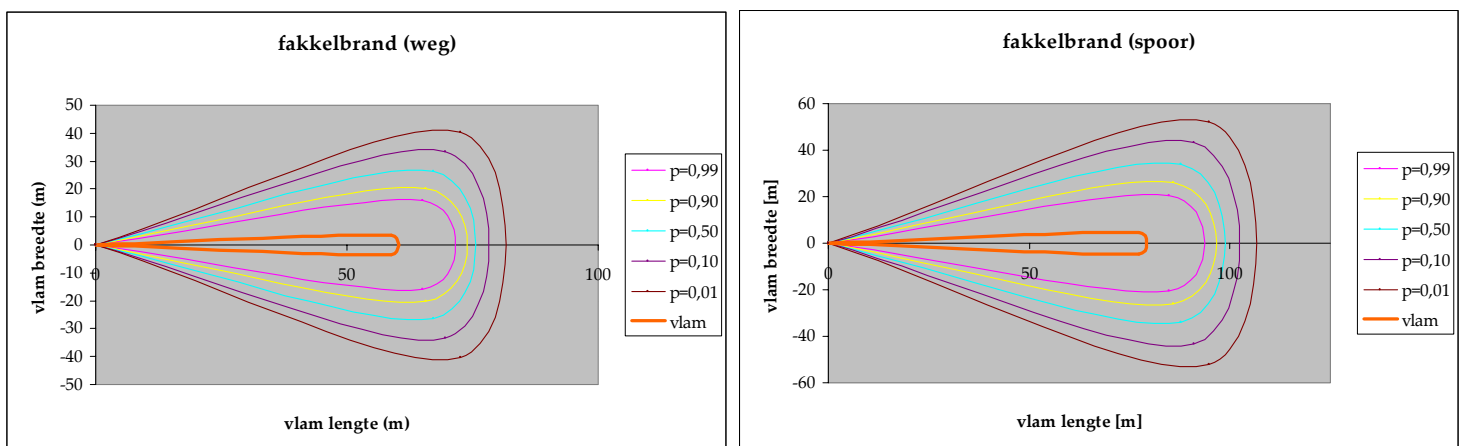 fakkelbrand (weg)
vlam breedte (m)
50
40
30
20
10
0
-10
-20
-30
-40
-50
0
50
100
vlam lengte (m)
p=0,99
p=0,90
p=0,50
p=0,10
p=0,01
vlam
fakkelbrand (spoor)
vlam breedte [m]
60
40
20
0
-20
-40
-60
0
50
100
vlam lengte [m]
p=0,99
p=0,90
p=0,50
p=0,10
p=0,01
vlam